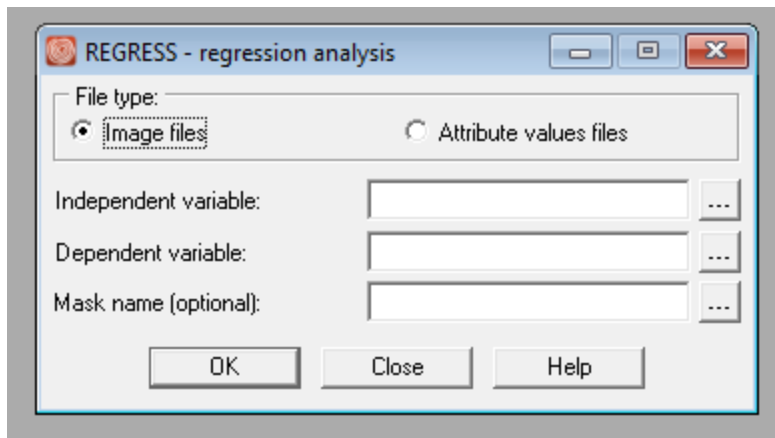 REGRESS - regression analysis
File type:
Image files
Attribute values files
Independent variable:
...
Dependent variable:
...
Mask name (optional):
...
OK
Close
Help